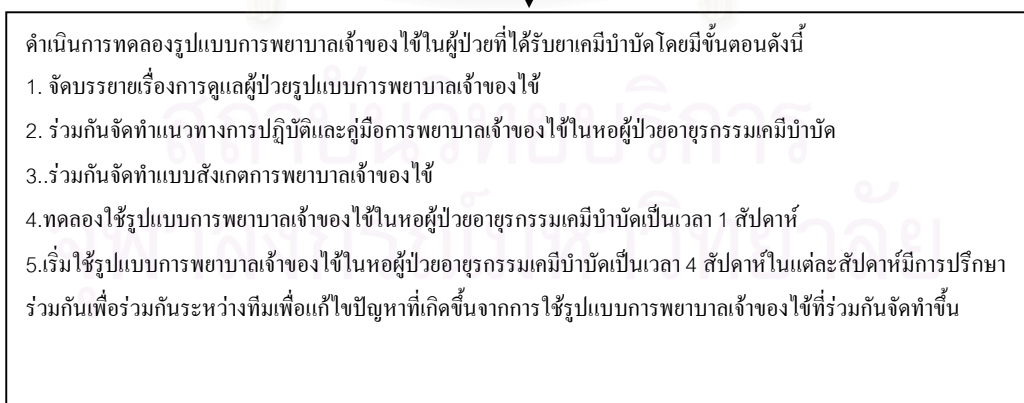 ดำเนินการทดลองรูปแบบการพยาบาลเจ้าของไข้ในผู้ป่วยที่ได้รับยาเคมีบำบัดโดยมีขั้นตอนดังนี้
1. จัดบรรยายเรื่องการดูแลผู้ป่วยรูปแบบการพยาบาลเจ้าของไข้
2. ร่วมกันจัดทำแนวทางการปฏิบัติและคู่มือการพยาบาลเจ้าของไข้ในหอผู้ป่วยอายุรกรรมเคมีบำบัด
3..ร่วมกันจัดทำแบบสังเกตการพยาบาลเจ้าของไข้
4.ทดลองใช้รูปแบบการพยาบาลเจ้าของไข้ในหอผู้ป่วยอายุรกรรมเคมีบำบัดเป็นเวลา 1 สัปดาห์
5.เริ่มใช้รูปแบบการพยาบาลเจ้าของไข้ในหอผู้ป่วยอายุรกรรมเคมีบำบัดเป็นเวลา 4 สัปดาห์ในแต่ละสัปดาห์มีการปรึกษา
ร่วมกันเพื่อร่วมกันระหว่างทีมเพื่อแก้ไขปัญหาที่เกิดขึ้นจากการใช้รูปแบบการพยาบาลเจ้าของไข้ที่ร่วมกันจัดทำขึ้น
สถาบันวิทยบริการ